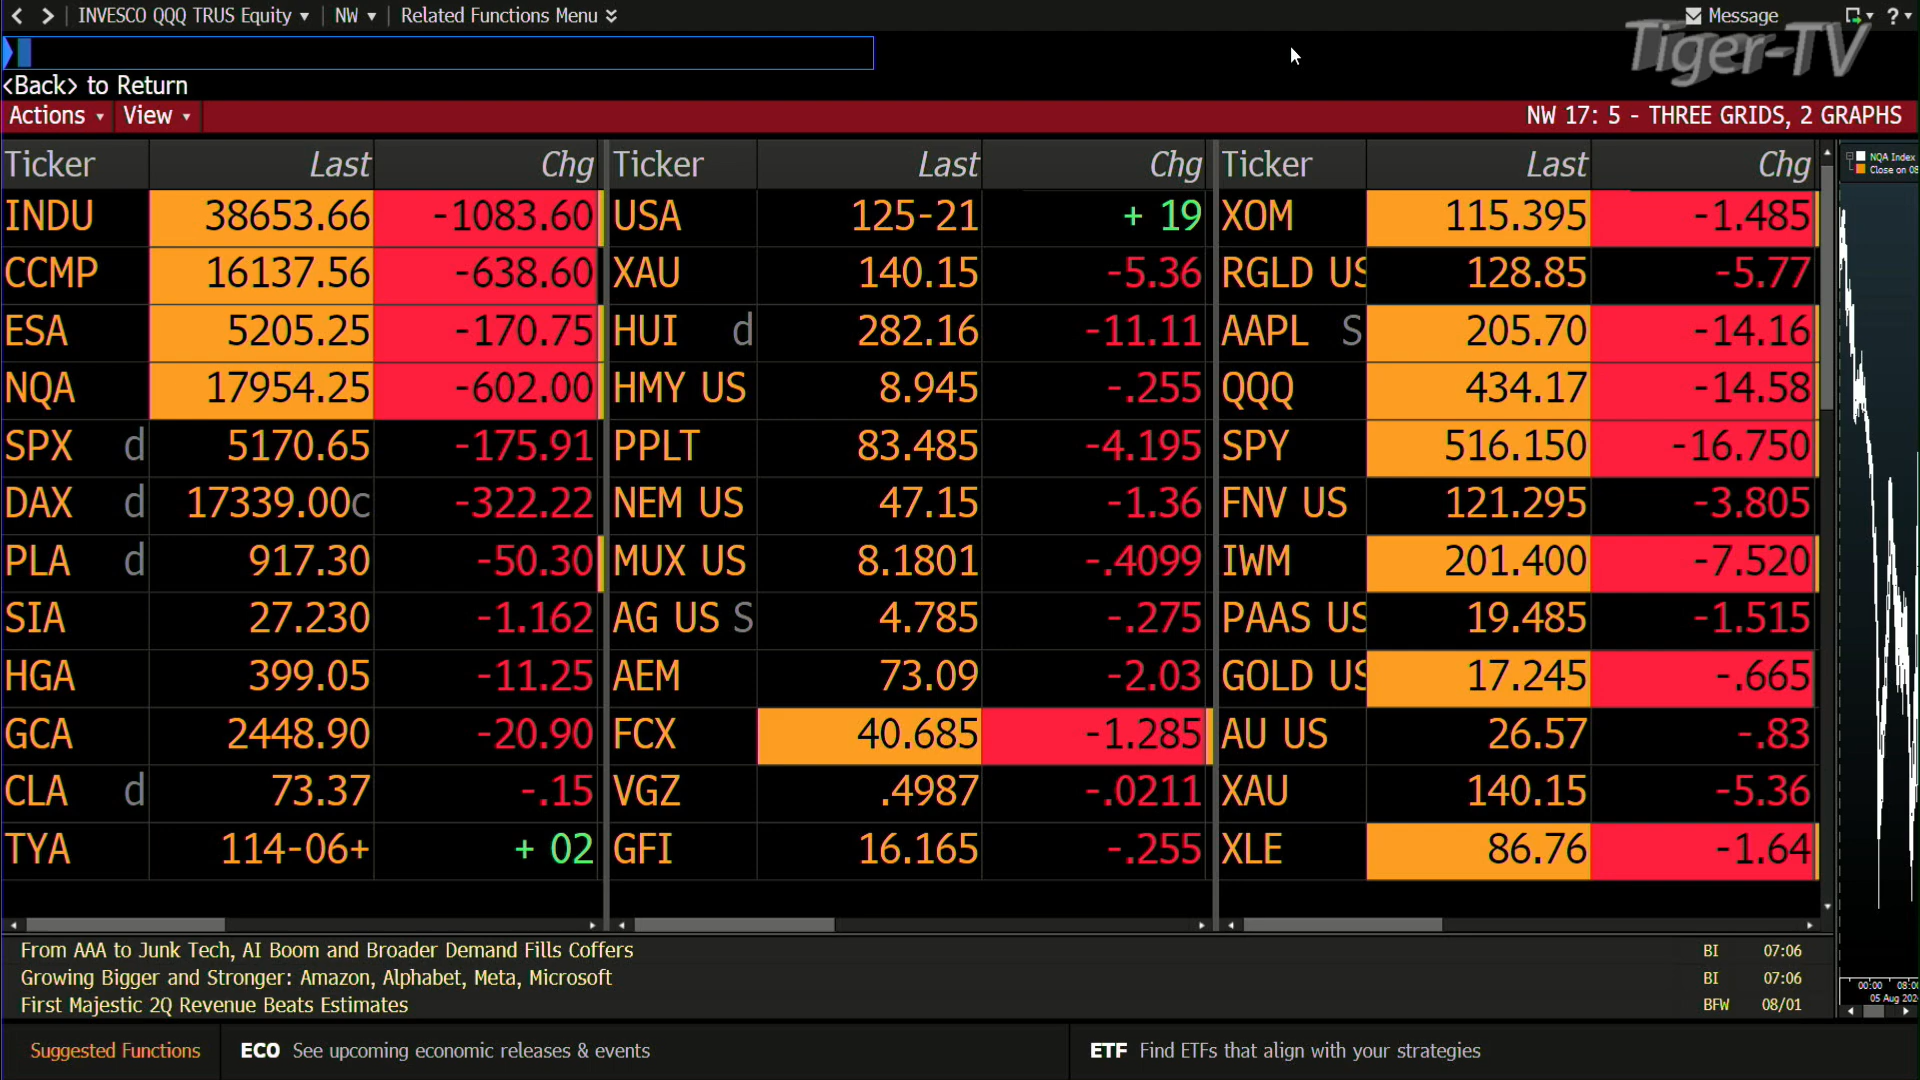 INVESCO QQQ TRUS Equity NW Related Functions Menu Message ?
Tiger-TV
<Back> to Return
Actions View NW 17: 5 - THREE GRIDS, 2 GRAPHS
Ticker Last Chg Ticker Last Chg Ticker Last Chg
INDU 38653.66 -1083.60 USA 125-21 + 19 XOM 115.395 -1.485
CCMP 16137.56 -638.60 XAU 140.15 -5.36 RGLD US 128.85 -5.77
ESA 5205.25 -170.75 HUI d 282.16 -11.11 AAPL S 205.70 -14.16
NQA 17954.25 -602.00 HMY US 8.945 -.255 QQQ 434.17 -14.58
SPX d 5170.65 -175.91 PPLT 83.485 -4.195 SPY 516.150 -16.750
DAX d 17339.00c -322.22 NEM US 47.15 -1.36 FNV US 121.295 -3.805
PLA d 917.30 -50.30 MUX US 8.1801 -.4099 IWM 201.400 -7.520
SIA 27.230 -1.162 AG US S 4.785 -.275 PAAS US 19.485 -1.515
HGA 399.05 -11.25 AEM 73.09 -2.03 GOLD US 17.245 -.665
GCA 2448.90 -20.90 FCX 40.685 -1.285 AU US 26.57 -.83
CLA d 73.37 -.15 VGZ .4987 -.0211 XAU 140.15 -5.36
TYA 114-06+ + 02 GFI 16.165 -.255 XLE 86.76 -1.64
NQA Index
Close on 08
00:00 08:00
05 Aug 202
From AAA to Junk Tech, AI Boom and Broader Demand Fills Coffers BI 07:06
Growing Bigger and Stronger: Amazon, Alphabet, Meta, Microsoft BI 07:06
First Majestic 2Q Revenue Beats Estimates BFW 08/01
Suggested Functions ECO See upcoming economic releases & events ETF Find ETFs that align with your strategies